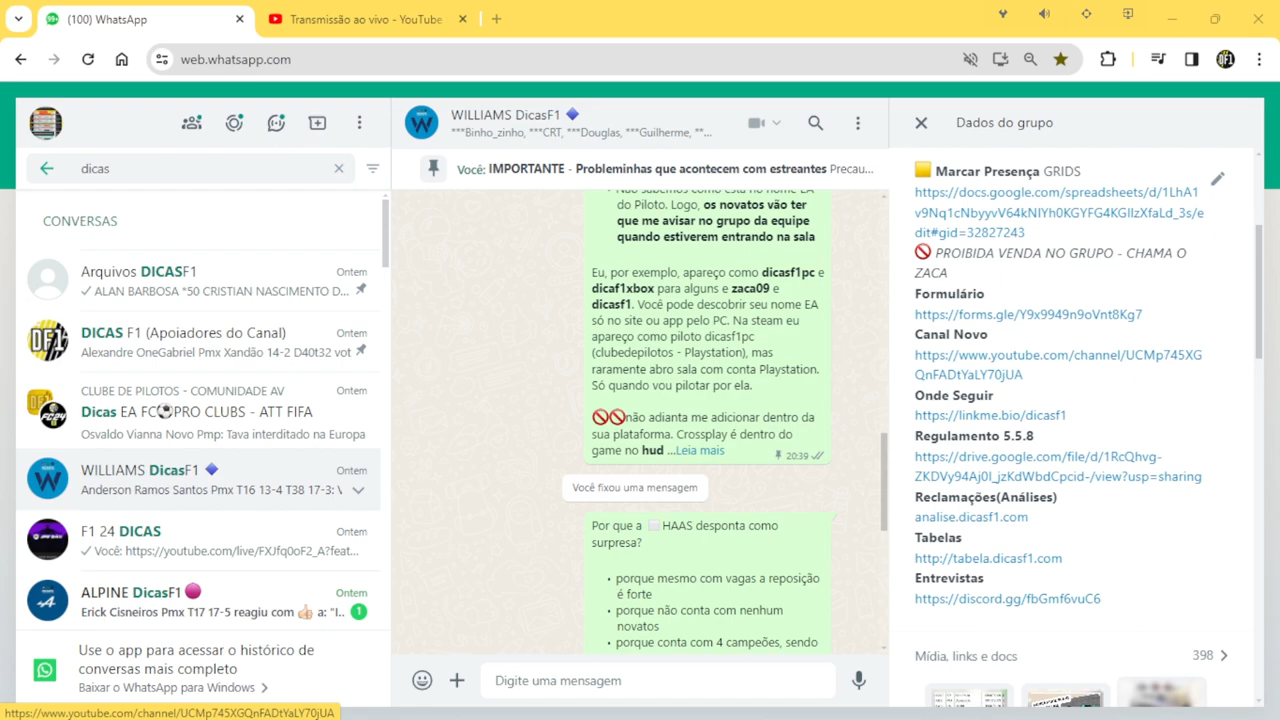 (100) WhatsApp
Transmissão ao vivo - YouTube
web.whatsapp.com
DF1
dicas
CONVERSAS
Arquivos DICASF1
Ontem
ALAN BARBOSA *50 CRISTIAN NASCIMENTO D...
DF1
DICAS F1 (Apoiadores do Canal)
Ontem
Alexandre OneGabriel Pmx Xandão 14-2 D40t32 vot
CLUBE DE PILOTOS - COMUNIDADE AV
Ontem
FC24
Dicas EA FC⚽PRO CLUBS - ATT FIFA
Osvaldo Vianna Novo Pmp: Tava interditado na Europa
WILLIAMS DicasF1 🔷
Ontem
Anderson Ramos Santos Pmx T16 13-4 T38 17-3: V
F1 24 DICAS
Ontem
Você: https://youtube.com/live/FXJfq0oF2_A?feat...
ALPINE DicasF1
Ontem
Erick Cisneiros Pmx T17 17-5 reagiu com 👍🏻 a: "I..
1
Use o app para acessar o histórico de
conversas mais completo
Baixar o WhatsApp para Windows
https://www.youtube.com/channel/UCMp745XGQnFADtYaLY70jUA
W
WILLIAMS DicasF1 🔷
***Binho_zinho, ***CRT, ***Douglas, ***Guilherme, **...
Você: IMPORTANTE - Probleminhas que acontecem com estreantes Precau...
Não sabemos como está no nome EA
do Piloto. Logo, os novatos vão ter
que me avisar no grupo da equipe
quando estiverem entrando na sala
Eu, por exemplo, apareço como dicasf1pc e
dicaf1xbox para alguns e zaca09 e
dicasf1. Você pode descobrir seu nome EA
só no site ou app pelo PC. Na steam eu
apareço como piloto dicasf1pc
(clubedepilotos - Playstation), mas
raramente abro sala com conta Playstation.
Só quando vou pilotar por ela.
🚫🚫não adianta me adicionar dentro da
sua plataforma. Crossplay é dentro do
game no hud ...Leia mais
20:39
Você fixou uma mensagem
Por que a ⬜ HAAS desponta como
surpresa?
• porque mesmo com vagas a reposição
é forte
• porque não conta com nenhum
novatos
• porque conta com 4 campeões, sendo
Digite uma mensagem
Dados do grupo
🟨 Marcar Presença GRIDS
https://docs.google.com/spreadsheets/d/1LhA1
v9Nq1cNbyyvV64kNIYh0KGYFG4KGIlzXfaLd_3s/e
dit#gid=32827243
🚫 PROIBIDA VENDA NO GRUPO - CHAMA O
ZACA
Formulário
https://forms.gle/Y9x9949n9oVnt8Kg7
Canal Novo
https://www.youtube.com/channel/UCMp745XG
QnFADtYaLY70jUA
Onde Seguir
https://linkme.bio/dicasf1
Regulamento 5.5.8
https://drive.google.com/file/d/1RcQhvg-
ZKDVy94Aj0I_jzdWbdCpcid-/view?usp=sharing
Reclamações(Análises)
analise.dicasf1.com
Tabelas
http://tabela.dicasf1.com
Entrevistas
https://discord.gg/fbGmf6vuC6
Mídia, links e docs
398